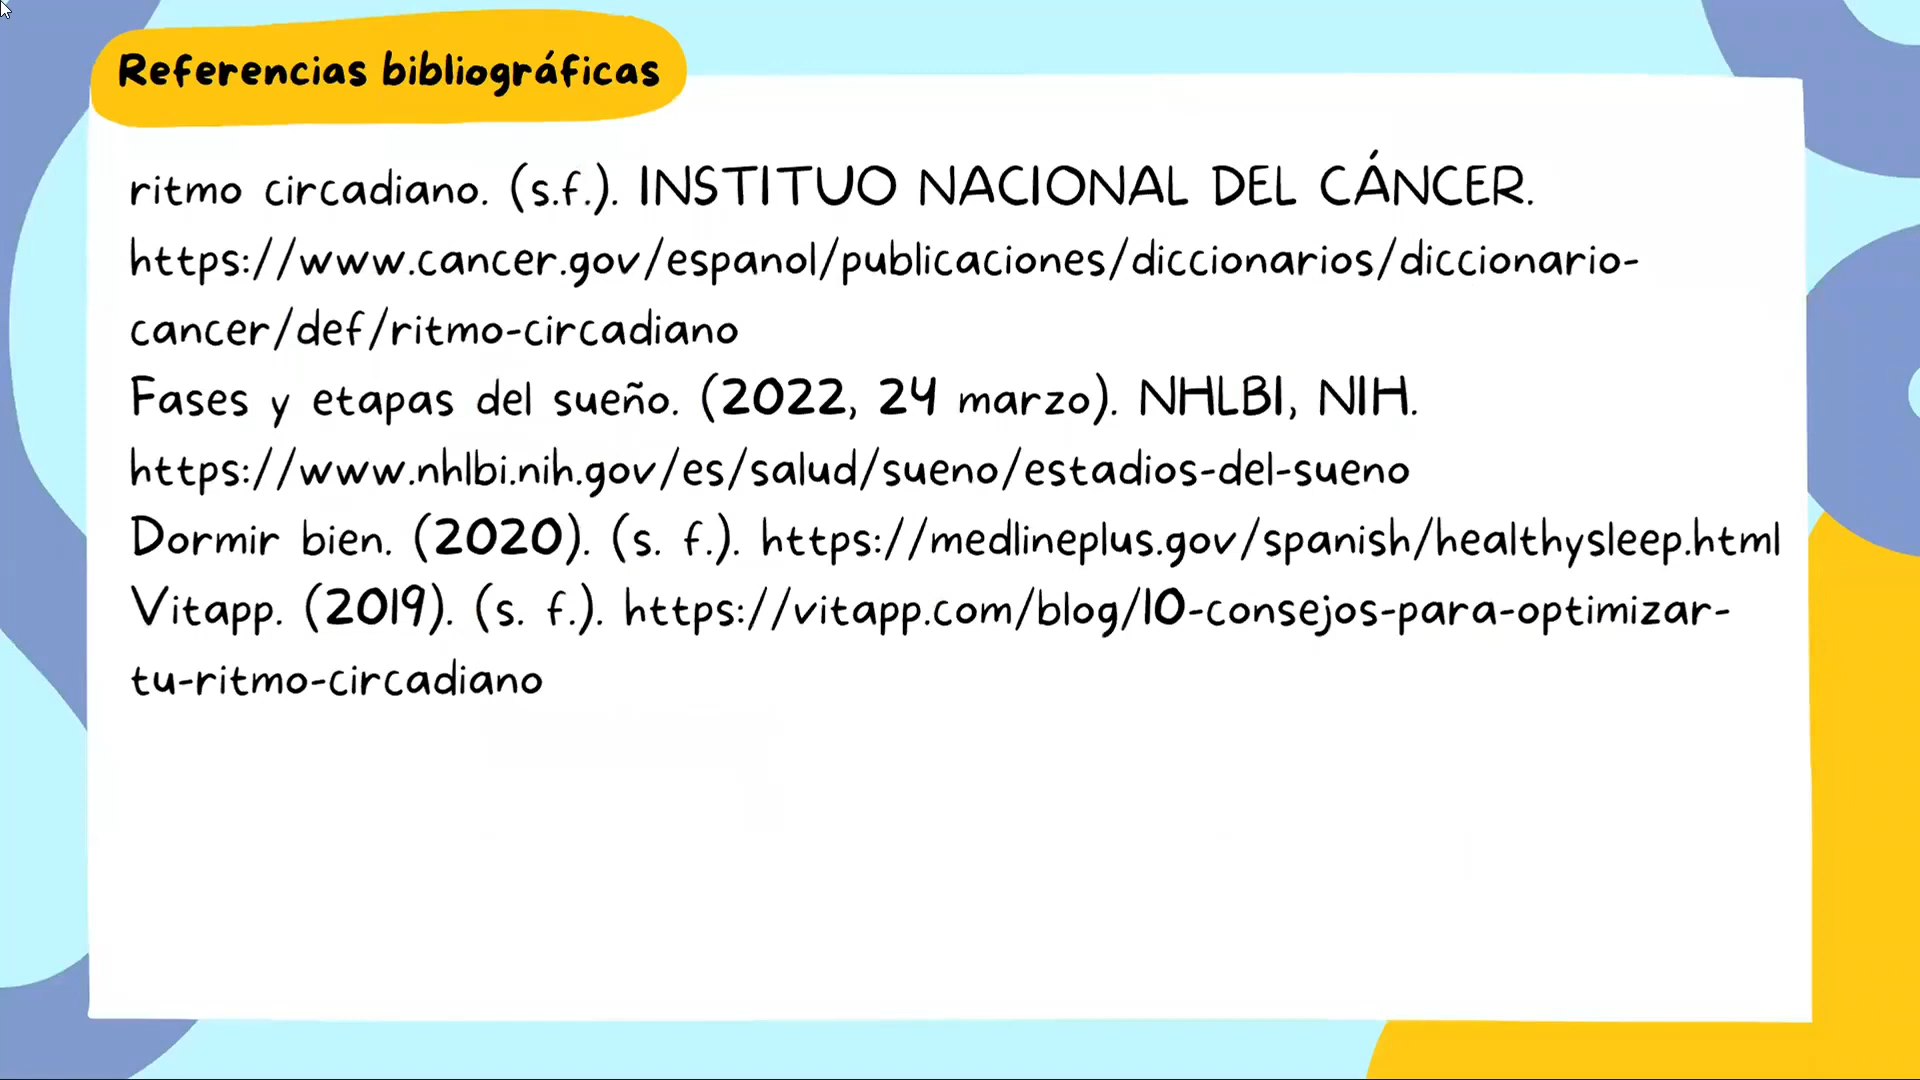 Referencias bibliográficas
ritmo circadiano. (s.f.). INSTITUO NACIONAL DEL CÁNCER.
https://www.cancer.gov/espanol/publicaciones/diccionarios/diccionario-
cancer/def/ritmo-circadiano
Fases y etapas del sueño. (2022, 24 marzo). NHLBI, NIH.
https://www.nhlbi.nih.gov/es/salud/sueno/estadios-del-sueno
Dormir bien. (2020). (s. f.). https://medlineplus.gov/spanish/healthysleep.html
Vitapp. (2019). (s. f.). https://vitapp.com/blog/10-consejos-para-optimizar-
tu-ritmo-circadiano